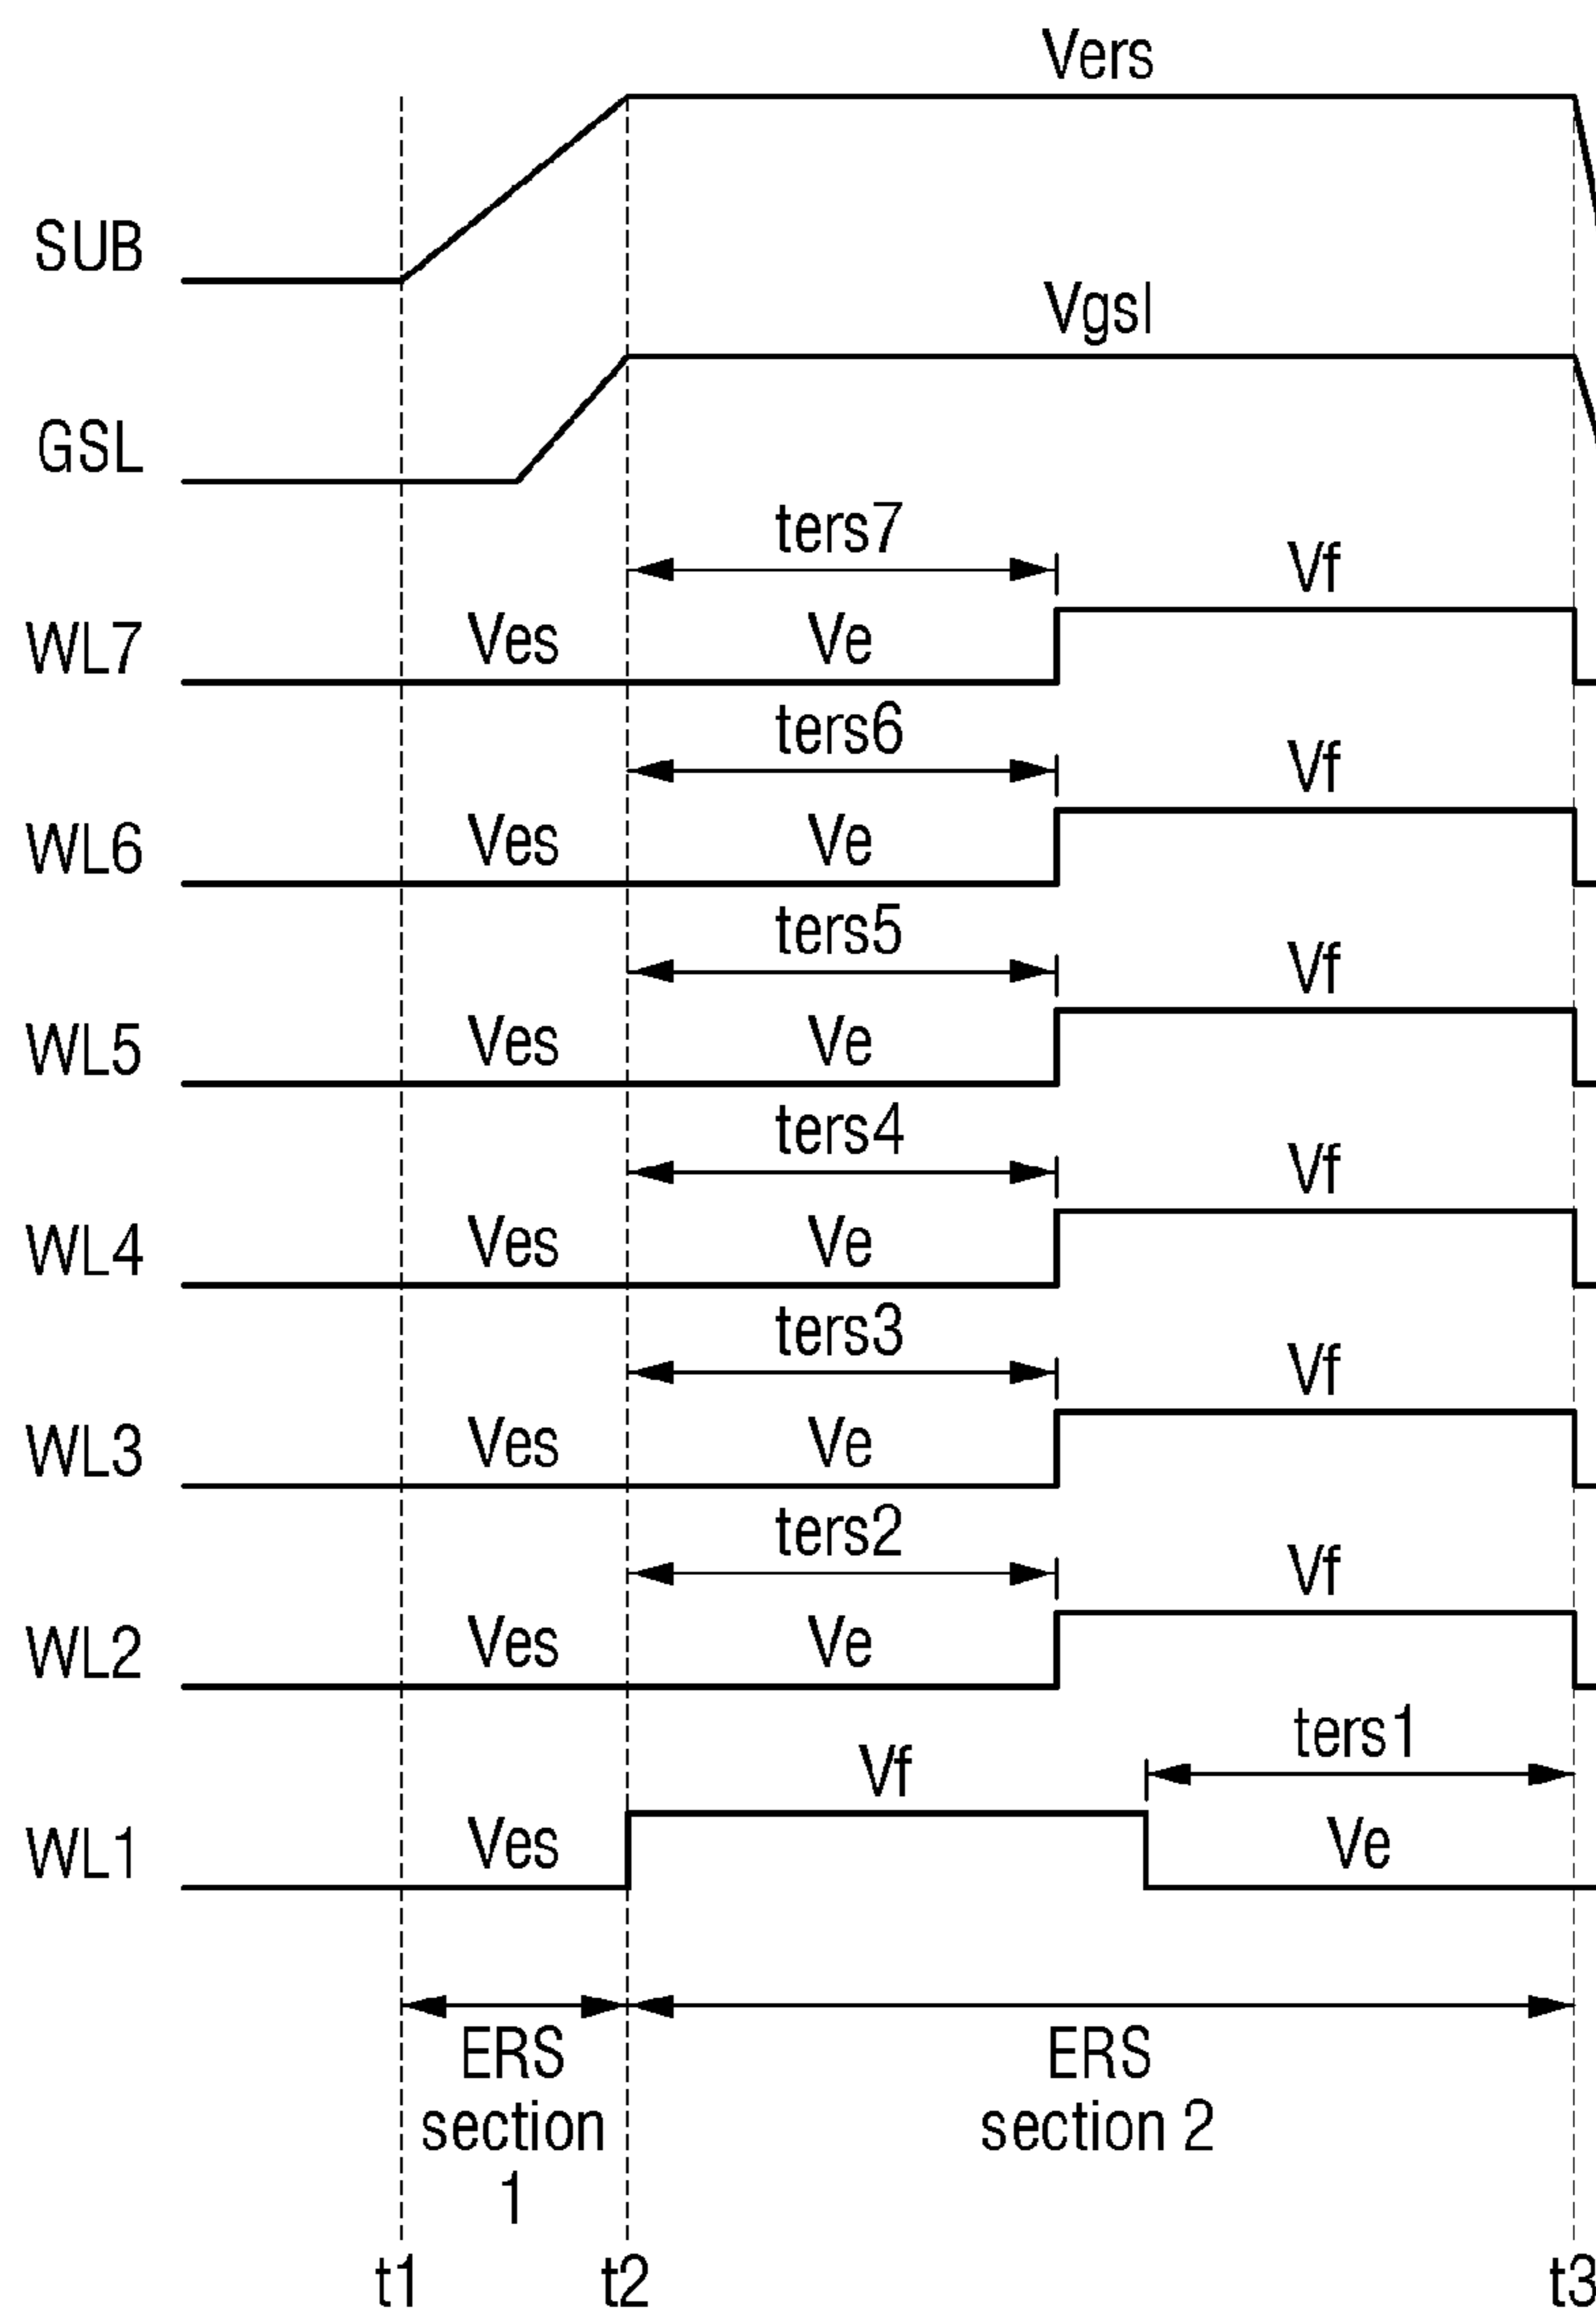 Vers
SUB
Vgsl
GSL
ters7
Vf
WL7 Ves Ve
ters6
Vf
WL6 Ves Ve
ters5
Vf
WL5 Ves Ve
ters4
Vf
WL4 Ves Ve
ters3
Vf
WL3 Ves Ve
ters2
Vf
WL2 Ves Ve
ters1
Vf
WL1 Ves Ve
ERS
section
1
ERS
section 2
t1 t2 t3